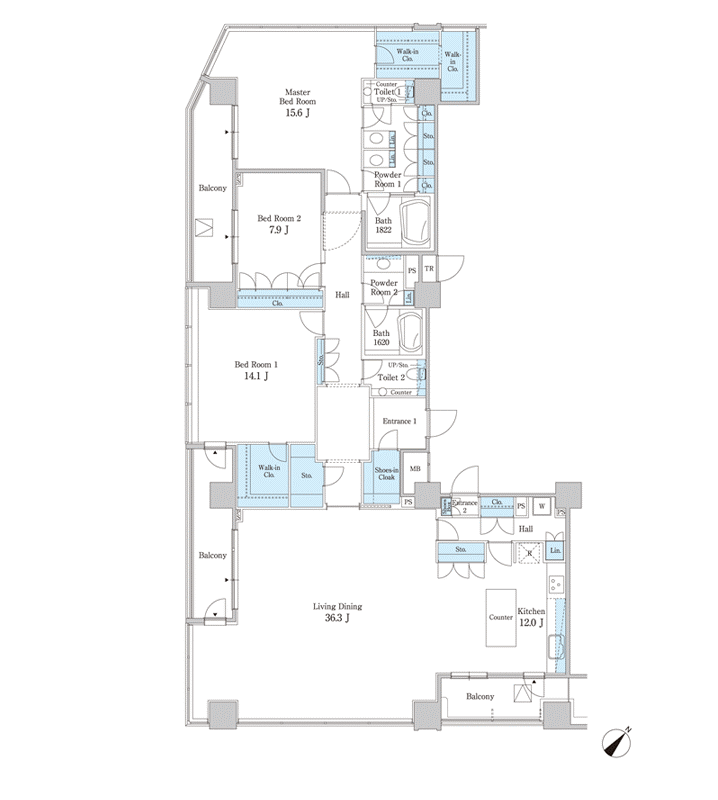 Walk-in
Clo.
Walk-
in
Clo.
Master
Bed Room
15.6 J
Counter
Toilet 1
UP/Sto.
Clo.
Lin.
Sto.
Lin.
Sto.
Powder
Room 1
Clo.
Balcony
Bed Room 2
7.9 J
Bath
1822
Hall
PS
TR
Powder
Room 2
Lin.
Clo.
Bath
1620
Bed Room 1
14.1 J
Sto.
UP/Sto.
Toilet 2
Counter
Entrance 1
Walk-in
Clo.
Sto.
Shoes-in
Cloak
MB
PS
Entrance
2
Clo.
PS
W
PS
Hall
Balcony
Sto.
R
Lin.
Living Dining
36.3 J
Counter
Kitchen
12.0 J
Balcony
N